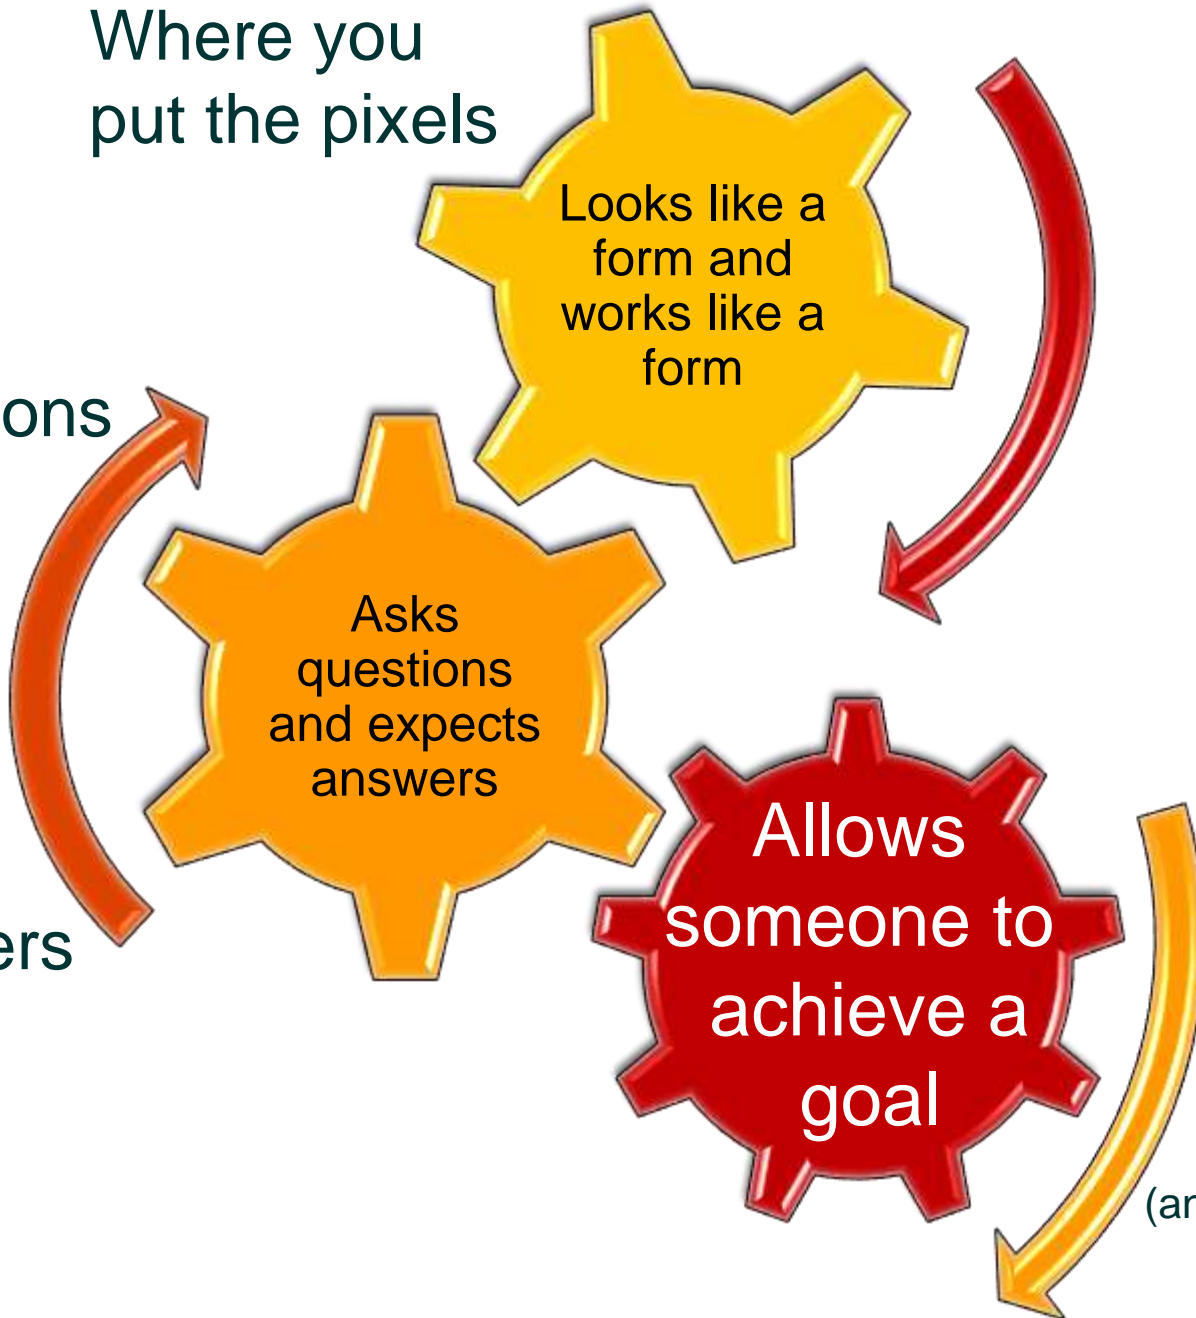 Where you
put the pixels
Looks like a
form and
works like a
form
ons
Asks
questions
and expects
answers
ers
Allows
someone to
achieve a
goal
(ar